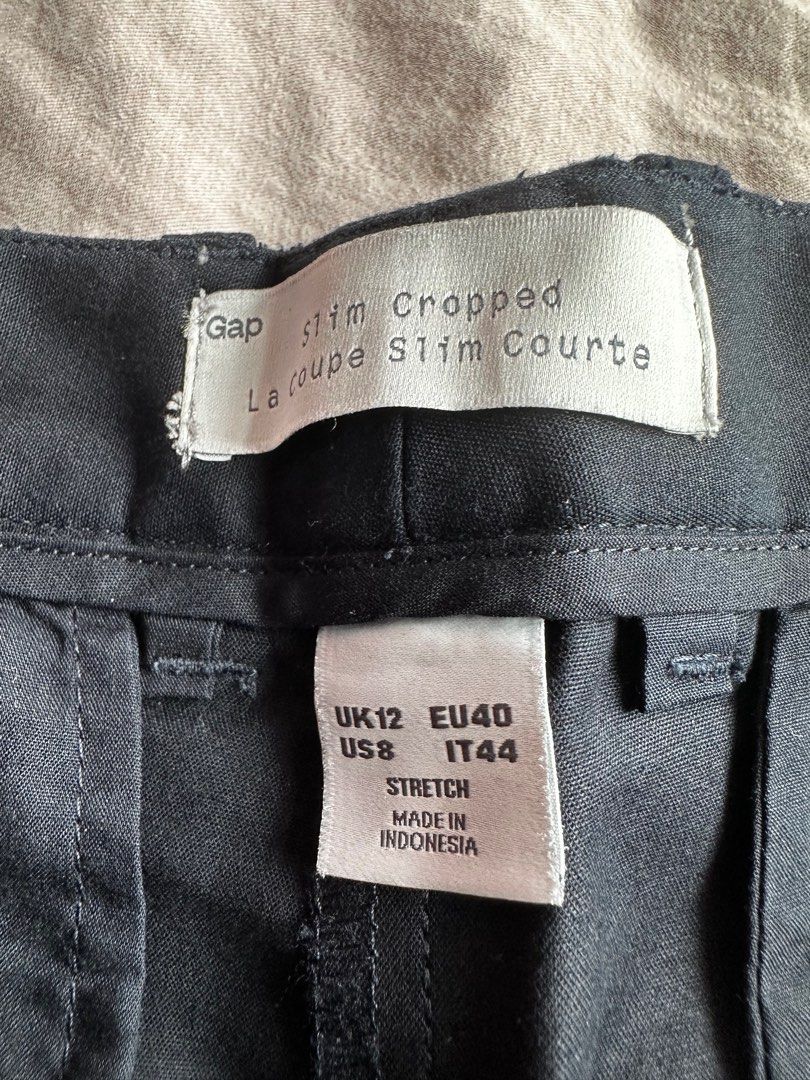 Gap Slim Cropped
La Coupe Slim Courte
UK12 EU40
US8 IT44
STRETCH
MADE IN
INDONESIA